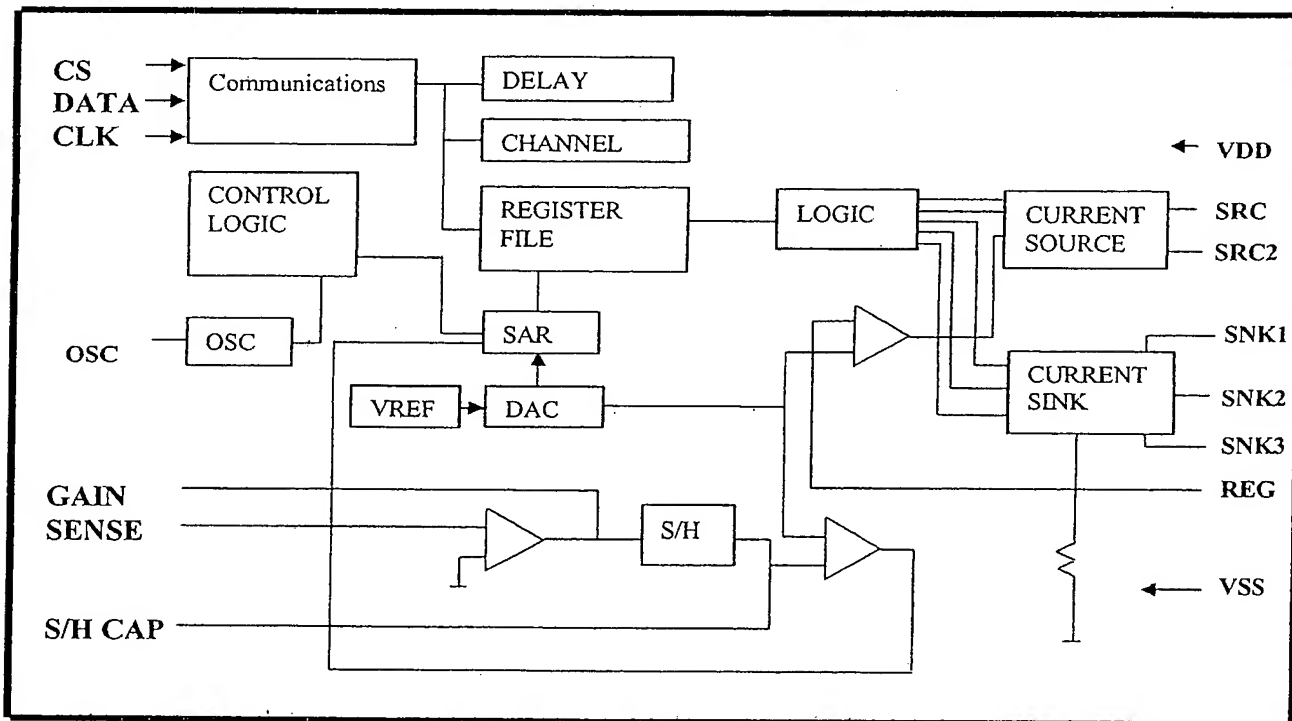 CS
DATA
CLK
Communications
DELAY
CHANNEL
VDD
CONTROL
LOGIC
REGISTER
FILE
LOGIC
CURRENT
SOURCE
SRC
SRC2
OSC
OSC
SAR
VREF
DAC
CURRENT
SINK
SNK1
SNK2
SNK3
GAIN
SENSE
S/H
REG
S/H CAP
VSS